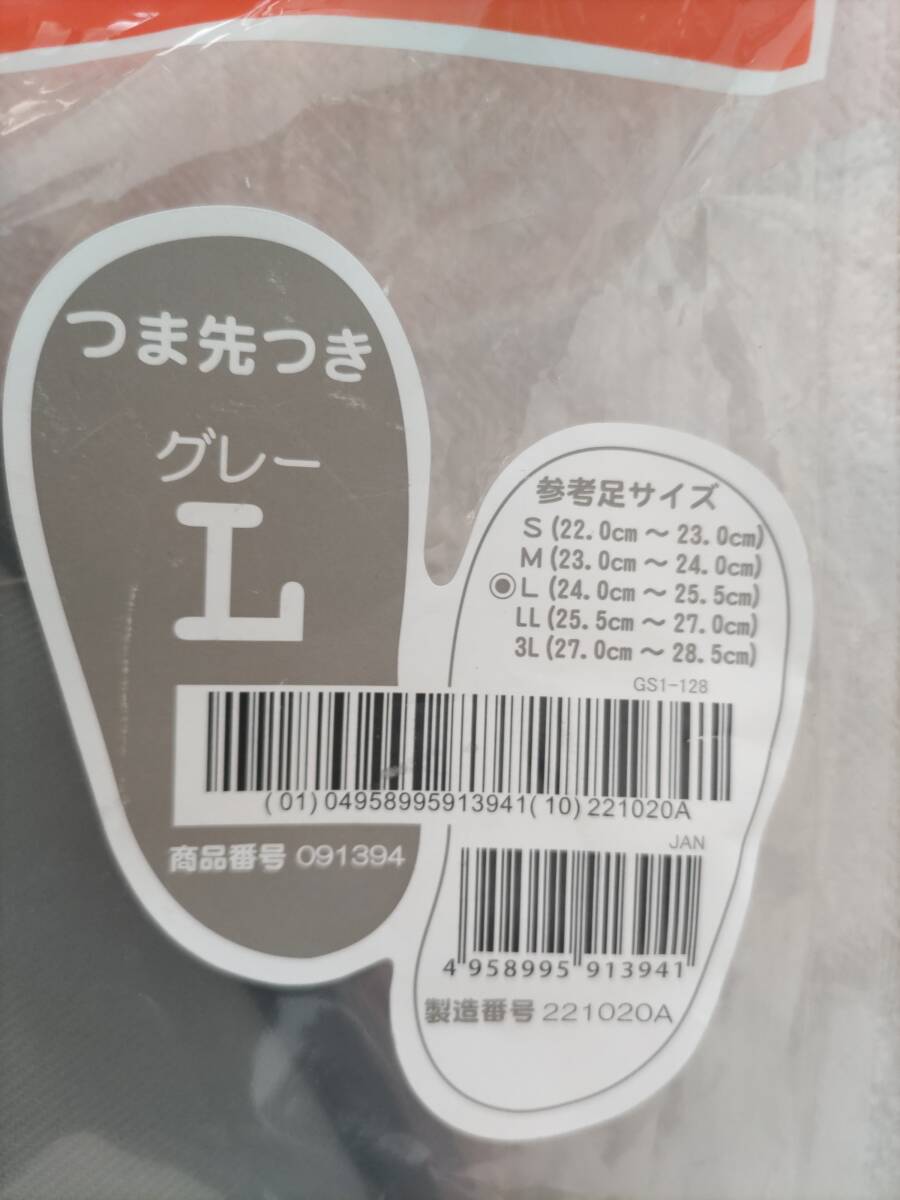 つま先つき
グレー
L
参考足サイズ
S (22.0cm ～ 23.0cm)
M (23.0cm ～ 24.0cm)
◉L (24.0cm ～ 25.5cm)
LL (25.5cm ～ 27.0cm)
3L (27.0cm ～ 28.5cm)
GS1-128
(01)04958995913941(10)221020A
商品番号 091394
JAN
4 958995 913941
製造番号 221020A